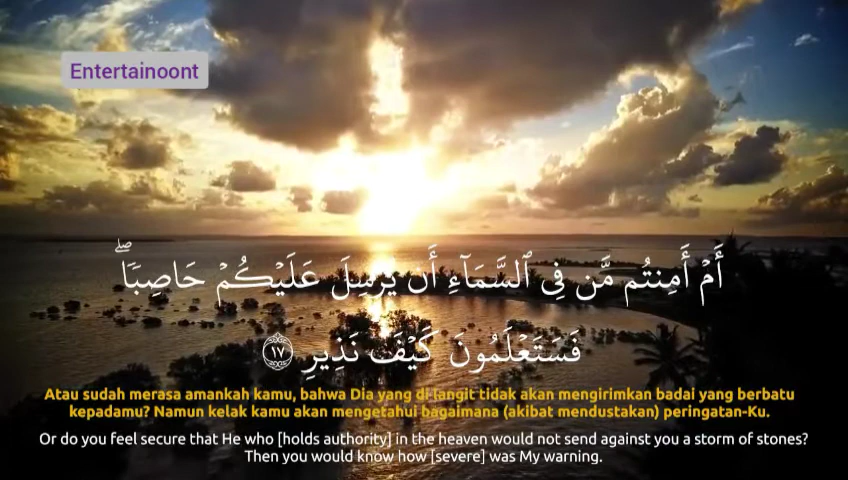 Entertainoont
أَمْ أَمِنتُم مَّن فِى ٱلسَّمَآءِ أَن يُرْسِلَ عَلَيْكُمْ حَاصِبًا ۖ
فَسَتَعْلَمُونَ كَيْفَ نَذِيرِ ١٧
Atau sudah merasa amankah kamu, bahwa Dia yang di langit tidak akan mengirimkan badai yang berbatu
kepadamu? Namun kelak kamu akan mengetahui bagaimana (akibat mendustakan) peringatan-Ku.
Or do you feel secure that He who [holds authority] in the heaven would not send against you a storm of stones?
Then you would know how [severe] was My warning.